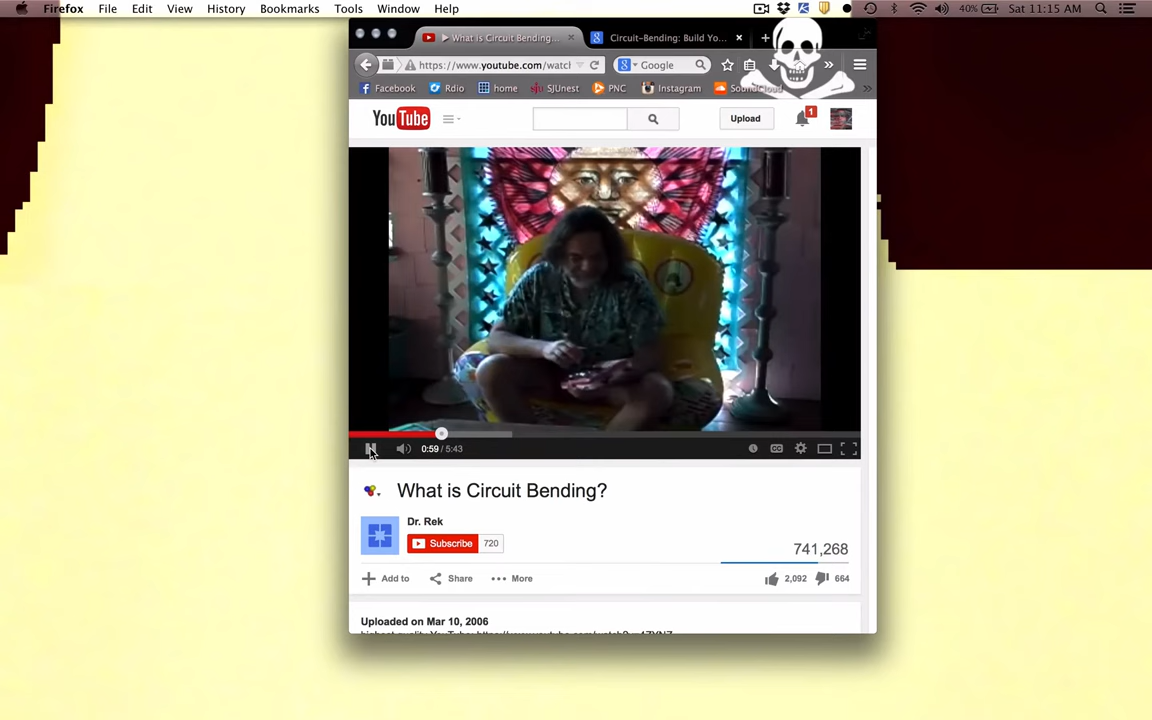 Firefox File Edit View History Bookmarks Tools Window Help 40% Sat 11:15 AM
▶ What is Circuit Bending... Circuit-Bending: Build Yo...
https://www.youtube.com/watch Google
Facebook Rdio home SJUnest PNC Instagram SoundCloud
YouTube Upload 1
0:59 / 5:43 CC
What is Circuit Bending?
Dr. Rek
Subscribe 720
741,268
Add to Share More 2,092 664
Uploaded on Mar 10, 2006